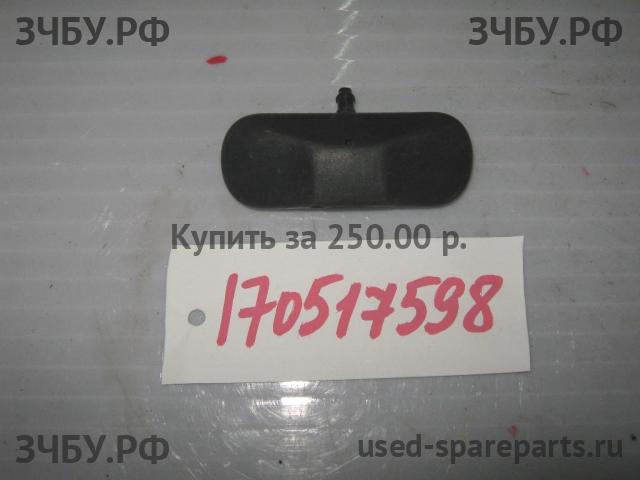 ЗЧБУ.РФ
ЗЧБУ.РФ
Купить за 250.00 р.
170517598
ЗЧБУ.РФ
used-spareparts.ru